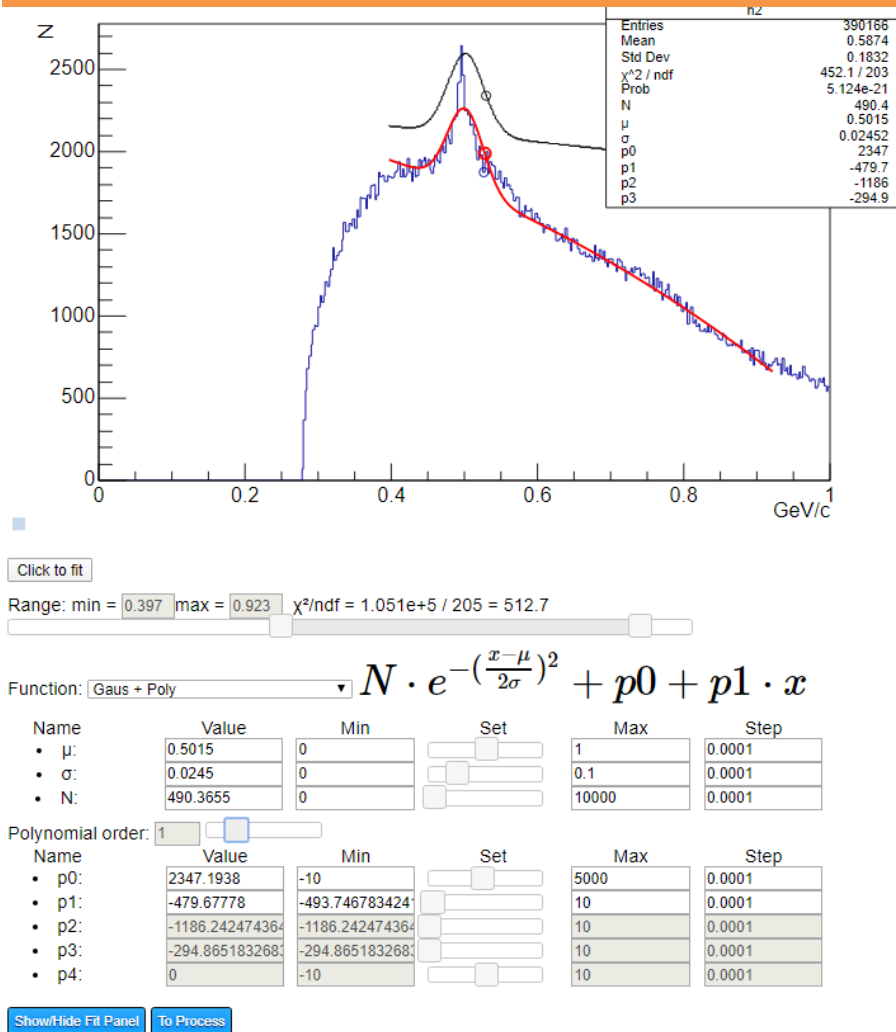 h2
Entries 390166
Mean 0.5874
Std Dev 0.1832
χ^2 / ndf 452.1 / 203
Prob 5.124e-21
N 490.4
μ 0.5015
σ 0.02452
p0 2347
p1 -479.7
p2 -1186
p3 -294.9
N
2500
2000
1500
1000
500
0
0 0.2 0.4 0.6 0.8 1
GeV/c
Click to fit
Range: min = 0.397 max = 0.923 χ²/ndf = 1.051e+5 / 205 = 512.7
Function: Gaus + Poly N · e^{-(\frac{x-μ}{2σ})^2} + p0 + p1 · x
Name Value Min Set Max Step
• μ: 0.5015 0 1 0.0001
• σ: 0.0245 0 0.1 0.0001
• N: 490.3655 0 10000 0.0001
Polynomial order: 1
Name Value Min Set Max Step
• p0: 2347.1938 -10 5000 0.0001
• p1: -479.67778 -493.746783424 10 0.0001
• p2: -1186.242474364 -1186.242474364 10 0.0001
• p3: -294.8651832683 -294.8651832683 10 0.0001
• p4: 0 -10 10 0.0001
Show/Hide Fit Panel To Process